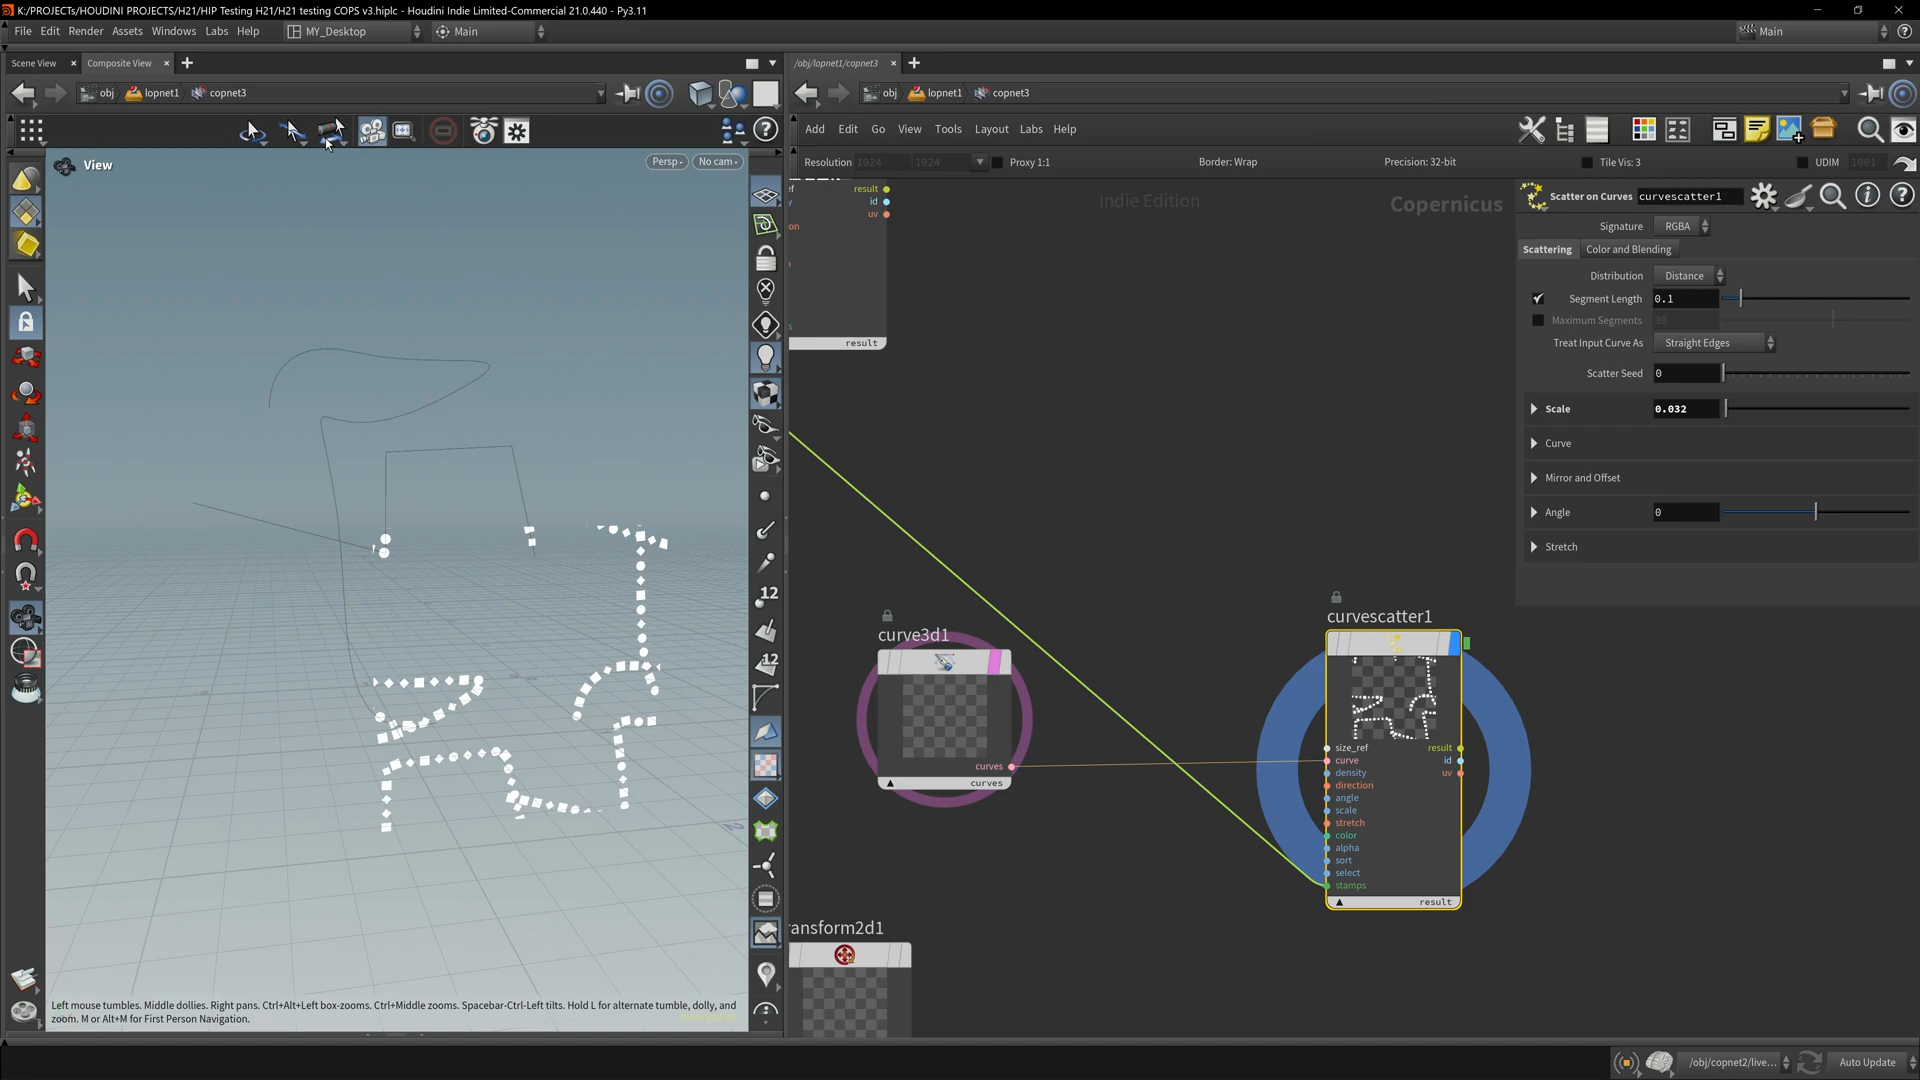 K:/PROJECTs/HOUDINI PROJECTS/H21/HIP Testing H21/H21 testing COPS v3.hiplc - Houdini Indie Limited-Commercial 21.0.440 - Py3.11
File Edit Render Assets Windows Labs Help MY_Desktop Main Main
Scene View Composite View /obj/lopnet1/copnet3
obj lopnet1 copnet3 obj lopnet1 copnet3
Add Edit Go View Tools Layout Labs Help
View Persp No cam
Resolution 1024 1024 Proxy 1:1 Border: Wrap Precision: 32-bit Tile Vis: 3 UDIM 1001
Indie Edition
Copernicus
result
id
uv
on
result
Scatter on Curves curvescatter1
Signature RGBA
Scattering Color and Blending
Distribution Distance
Segment Length 0.1
Maximum Segments 30
Treat Input Curve As Straight Edges
Scatter Seed 0
Scale 0.032
Curve
Mirror and Offset
Angle 0
Stretch
12
12
curve3d1
curves
curves
curvescatter1
size_ref result
curve id
density uv
direction
angle
scale
stretch
color
alpha
sort
select
stamps
result
ransform2d1
Left mouse tumbles. Middle dollies. Right pans. Ctrl+Alt+Left box-zooms. Ctrl+Middle zooms. Spacebar-Ctrl-Left tilts. Hold L for alternate tumble, dolly, and
zoom. M or Alt+M for First Person Navigation.
/obj/copnet2/live... Auto Update